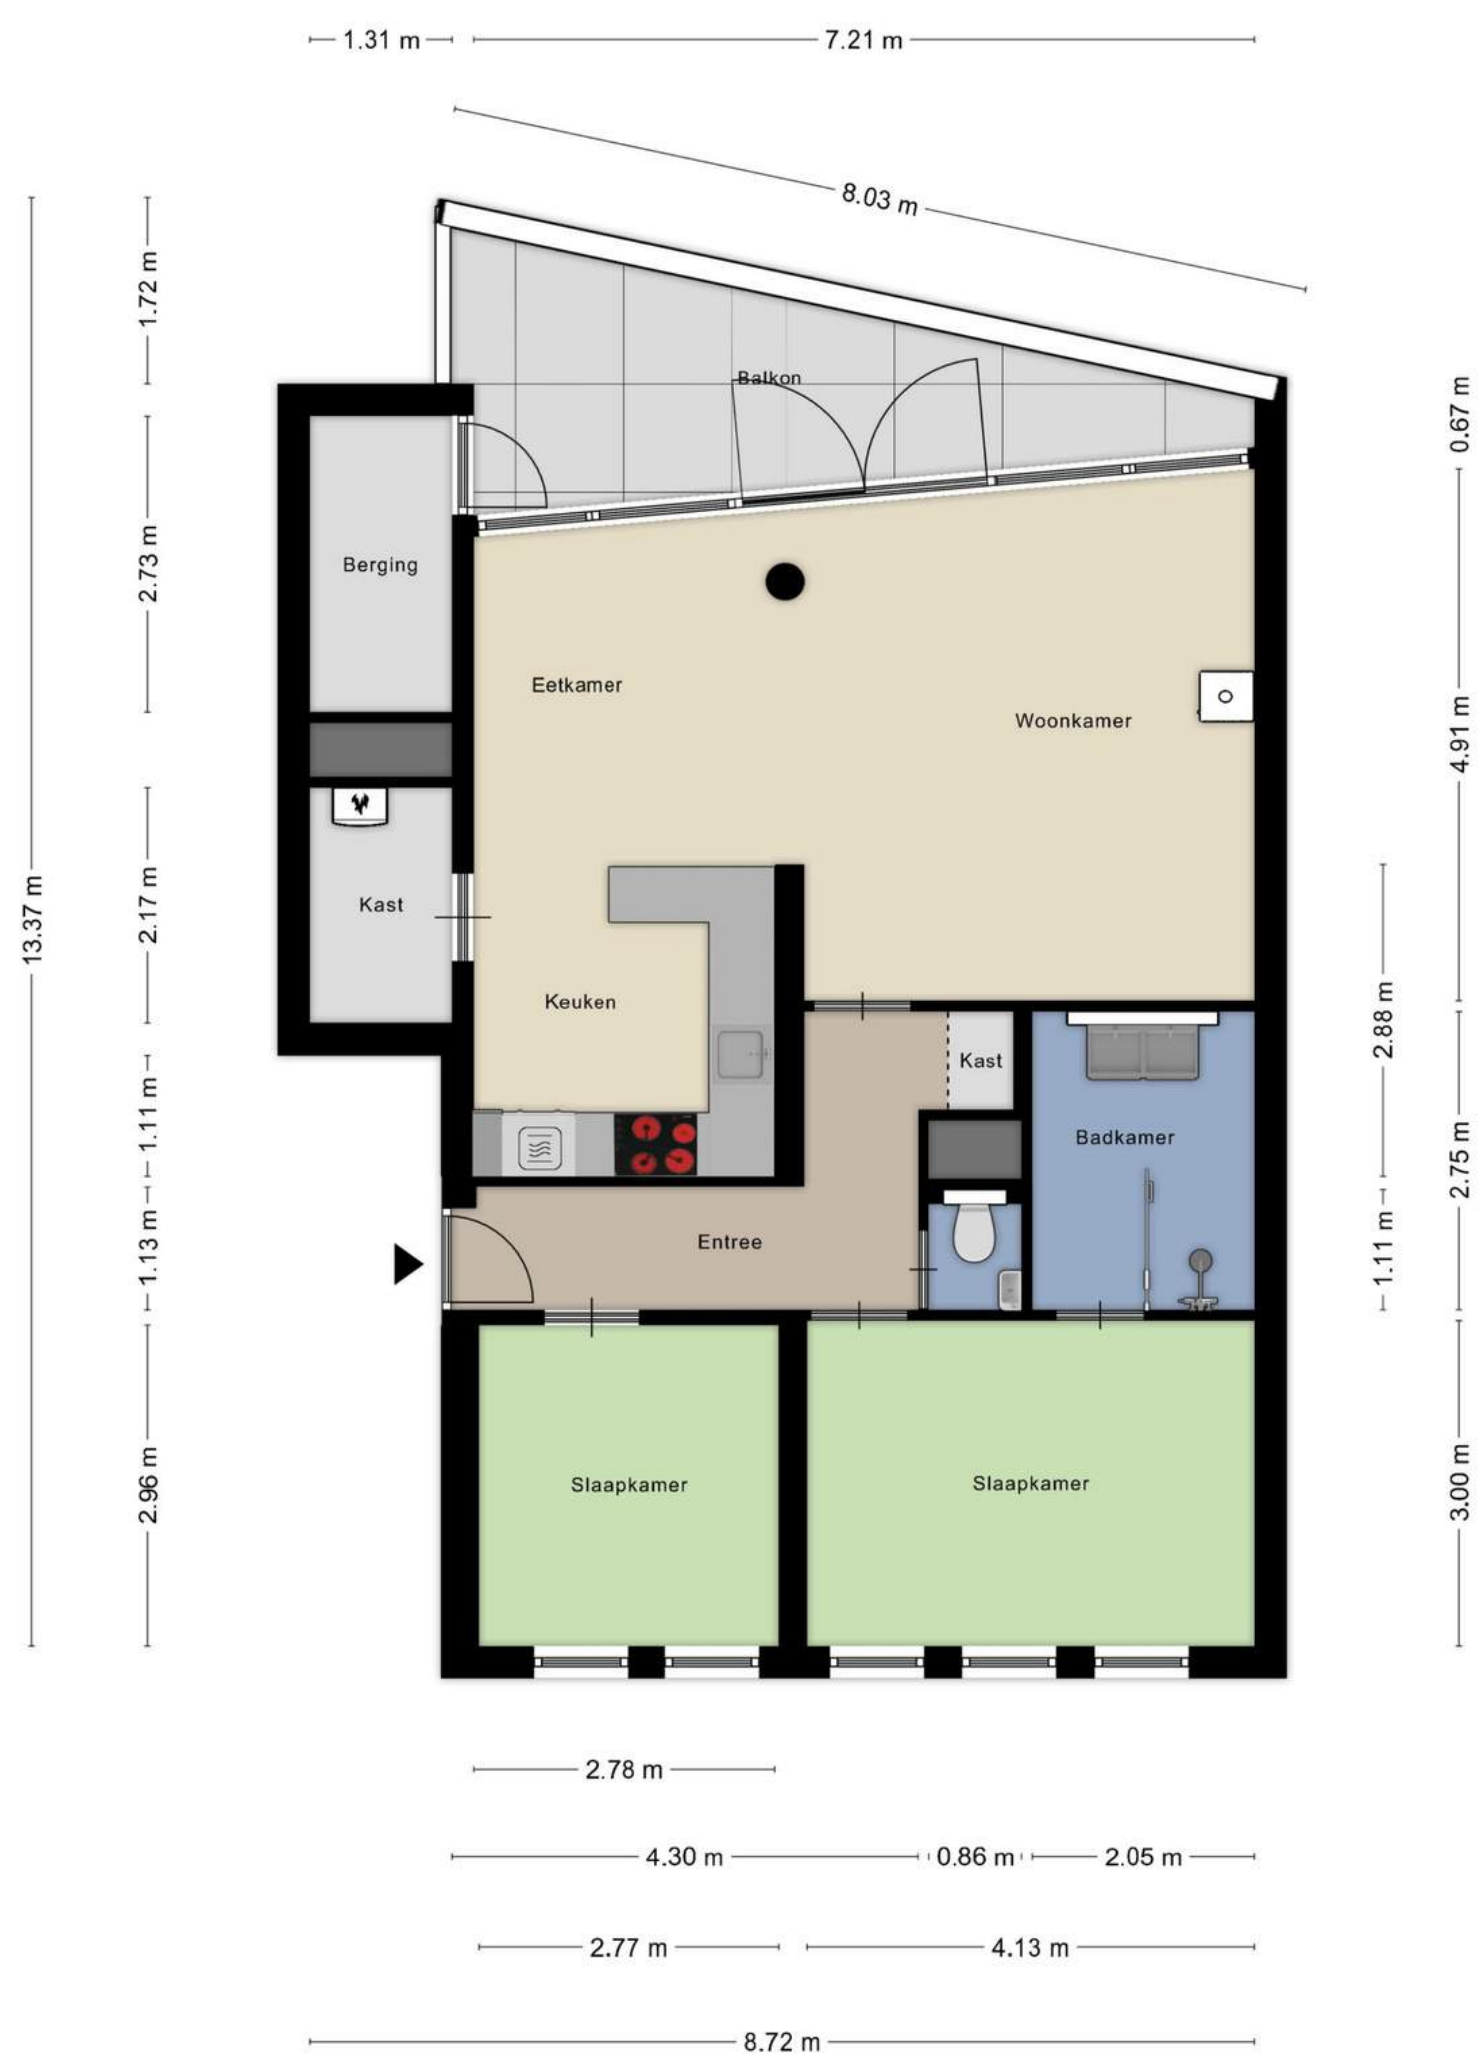 1.31 m
7.21 m
8.03 m
1.72 m
Balkon
0.67 m
2.73 m
Berging
Eetkamer
Woonkamer
4.91 m
13.37 m
2.17 m
Kast
Keuken
2.88 m
Kast
1.11 m
Badkamer
2.75 m
1.13 m
Entree
1.11 m
2.96 m
Slaapkamer
Slaapkamer
3.00 m
2.78 m
4.30 m
0.86 m
2.05 m
2.77 m
4.13 m
8.72 m